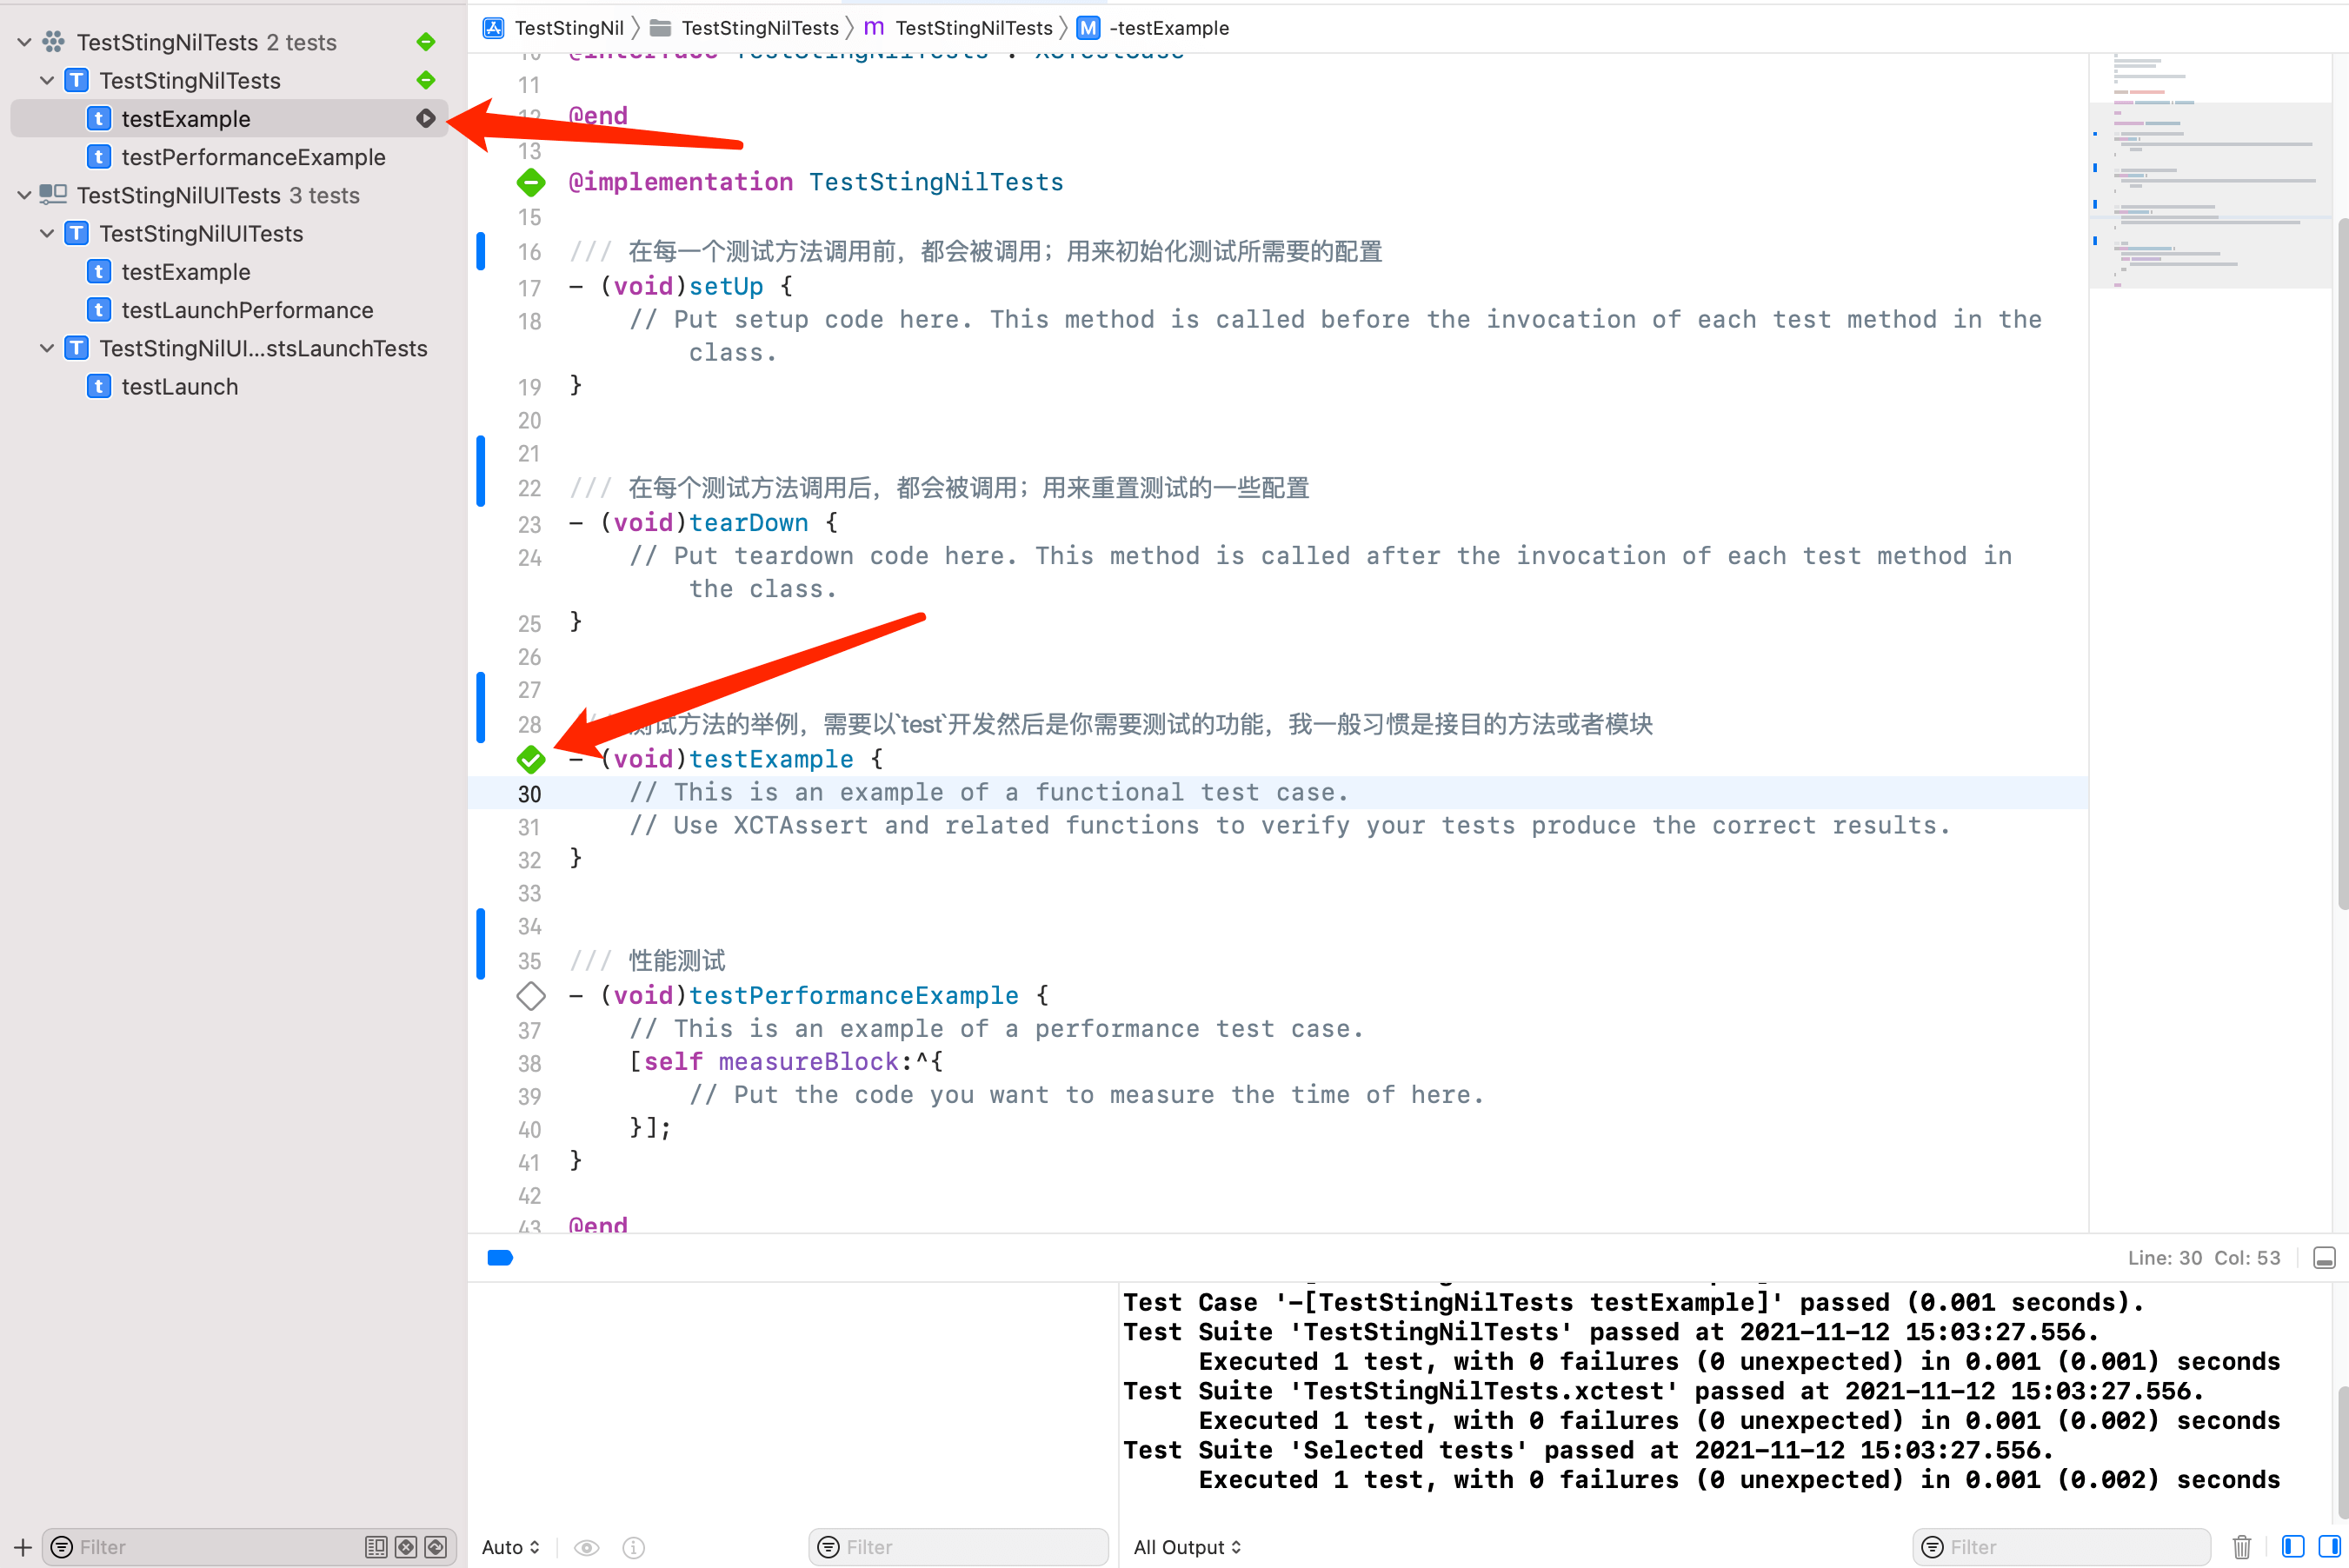 TestStingNilTests 2 tests
TestStingNilTests
testExample
testPerformanceExample
TestStingNilUITests 3 tests
TestStingNilUITests
testExample
testLaunchPerformance
TestStingNilUI...stsLaunchTests
testLaunch
Filter
TestStingNil TestStingNilTests m TestStingNilTests M -testExample
10 @interface TestStingNilTests : XCTestCase
11
12 @end
13
@implementation TestStingNilTests
15
16 /// 在每一个测试方法调用前，都会被调用；用来初始化测试所需要的配置
17 - (void)setUp {
18 // Put setup code here. This method is called before the invocation of each test method in the
class.
19 }
20
21
22 /// 在每个测试方法调用后，都会被调用；用来重置测试的一些配置
23 - (void)tearDown {
24 // Put teardown code here. This method is called after the invocation of each test method in
the class.
25 }
26
27
28 测试方法的举例，需要以`test`开发然后是你需要测试的功能，我一般习惯是接目的方法或者模块
- (void)testExample {
30 // This is an example of a functional test case.
31 // Use XCTAssert and related functions to verify your tests produce the correct results.
32 }
33
34
35 /// 性能测试
- (void)testPerformanceExample {
37 // This is an example of a performance test case.
38 [self measureBlock:^{
39 // Put the code you want to measure the time of here.
40 }];
41 }
42
43 @end
Line: 30 Col: 53
Test Case '-[TestStingNilTests testExample]' passed (0.001 seconds).
Test Suite 'TestStingNilTests' passed at 2021-11-12 15:03:27.556.
Executed 1 test, with 0 failures (0 unexpected) in 0.001 (0.001) seconds
Test Suite 'TestStingNilTests.xctest' passed at 2021-11-12 15:03:27.556.
Executed 1 test, with 0 failures (0 unexpected) in 0.001 (0.002) seconds
Test Suite 'Selected tests' passed at 2021-11-12 15:03:27.556.
Executed 1 test, with 0 failures (0 unexpected) in 0.001 (0.002) seconds
Auto
Filter
All Output
Filter